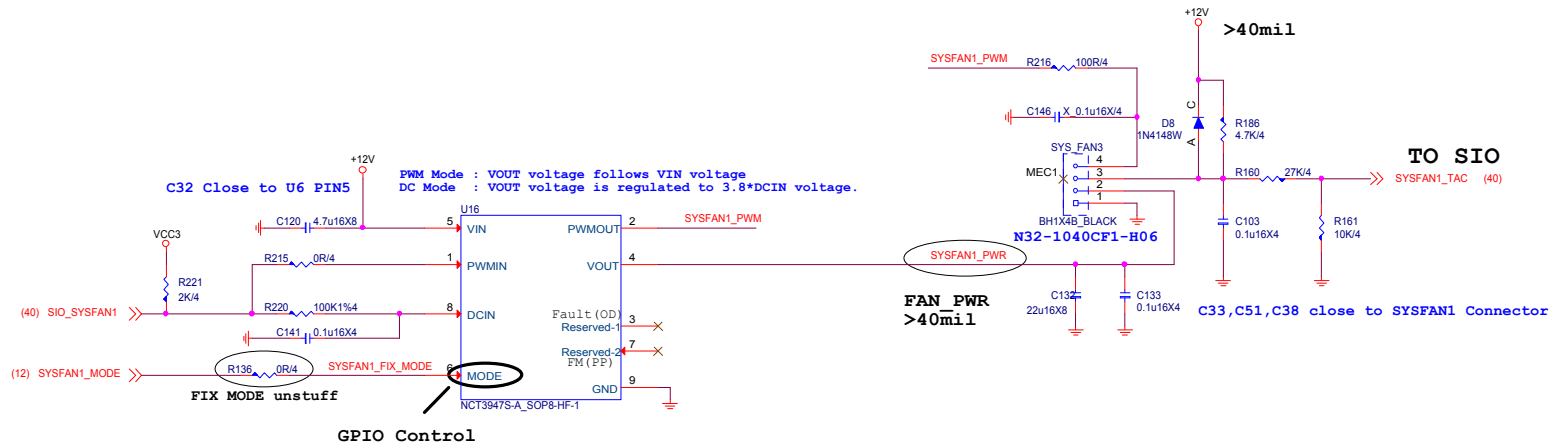 +12V
>40mil
SYSFAN1_PWM
R216 100R/4
C146 X_0.1u16X/4
D8
1N4148W
C
A
R186
4.7K/4
SYS_FAN3
4
3
2
1
MEC1
BH1X4B_BLACK
N32-1040CF1-H06
TO SIO
R160 27K/4
SYSFAN1_TAC (40)
C103
0.1u16X4
R161
10K/4
+12V
C32 Close to U6 PIN5
PWM Mode : VOUT voltage follows VIN voltage
DC Mode : VOUT voltage is regulated to 3.8*DCIN voltage.
U16
C120 4.7u16X8
5 VIN
PWMOUT 2
SYSFAN1_PWM
VCC3
R221
2K/4
R215 0R/4
1 PWMIN
VOUT 4
SYSFAN1_PWR
(40) SIO_SYSFAN1
R220 100K1%4
8 DCIN
C141 0.1u16X4
Fault(OD)
Reserved-1 3
Reserved-2 7
FM(PP)
FAN_PWR
>40mil
C132
22u16X8
C133
0.1u16X4
C33,C51,C38 close to SYSFAN1 Connector
(12) SYSFAN1_MODE
R136 0R/4
SYSFAN1_FIX_MODE
6 MODE
GND 9
FIX MODE unstuff
NCT3947S-A_SOP8-HF-1
GPIO Control